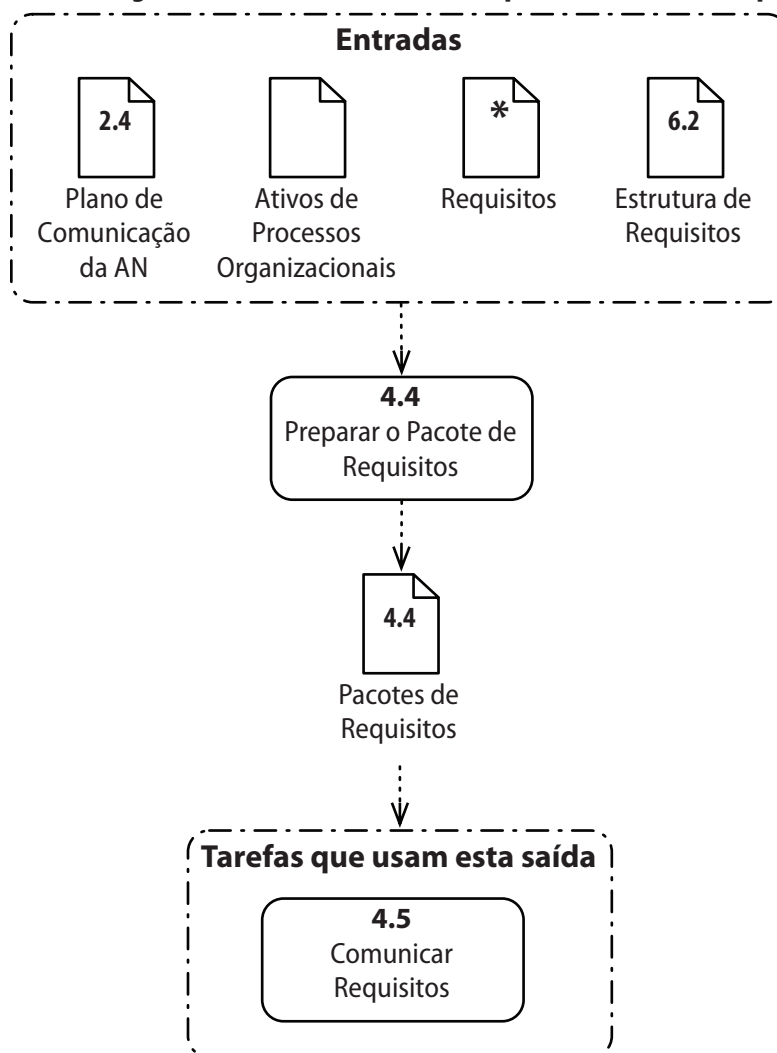 Entradas
2.4
*
6.2
Plano de
Comunicação
da AN
Ativos de
Processos
Organizacionais
Requisitos
Estrutura de
Requisitos
4.4
Preparar o Pacote de
Requisitos
4.4
Pacotes de
Requisitos
Tarefas que usam esta saída
4.5
Comunicar
Requisitos